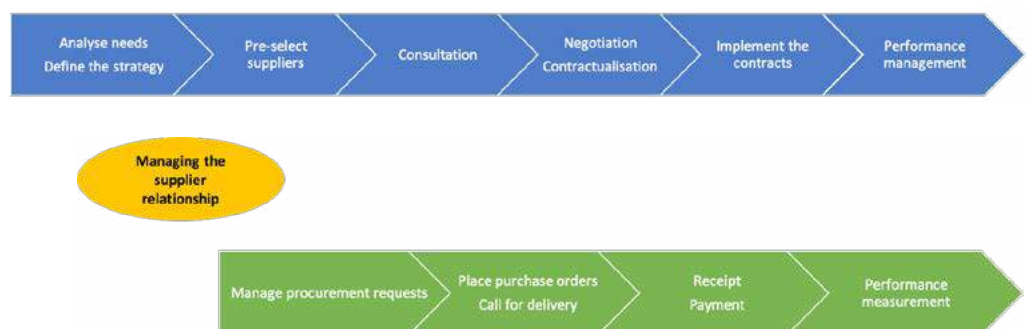 Analyse needs
Define the strategy
Pre-select
suppliers
Consultation
Negotiation
Contractualisation
Implement the
contracts
Performance
management
Managing the
supplier
relationship
Manage procurement requests
Place purchase orders
Call for delivery
Receipt
Payment
Performance
measurement